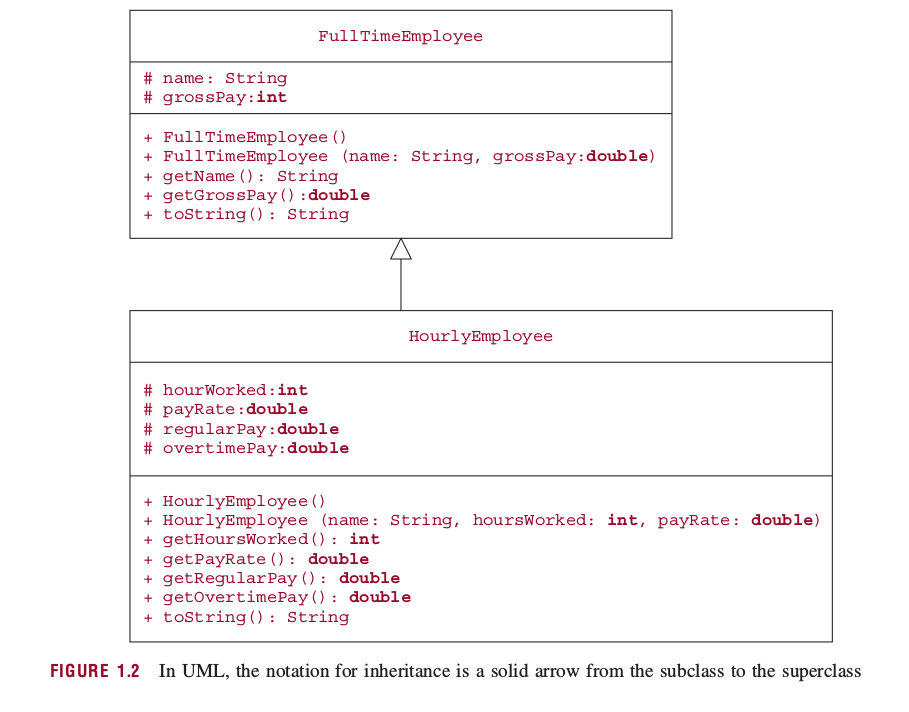 FullTimeEmployee
# name: String
# grossPay:int
+ FullTimeEmployee()
+ FullTimeEmployee (name: String, grossPay:double)
+ getName(): String
+ getGrossPay():double
+ toString(): String
HourlyEmployee
# hourWorked:int
# payRate:double
# regularPay:double
# overtimePay:double
+ HourlyEmployee()
+ HourlyEmployee (name: String, hoursWorked: int, payRate: double)
+ getHoursWorked(): int
+ getPayRate(): double
+ getRegularPay(): double
+ getOvertimePay(): double
+ toString(): String
FIGURE 1.2 In UML, the notation for inheritance is a solid arrow from the subclass to the superclass